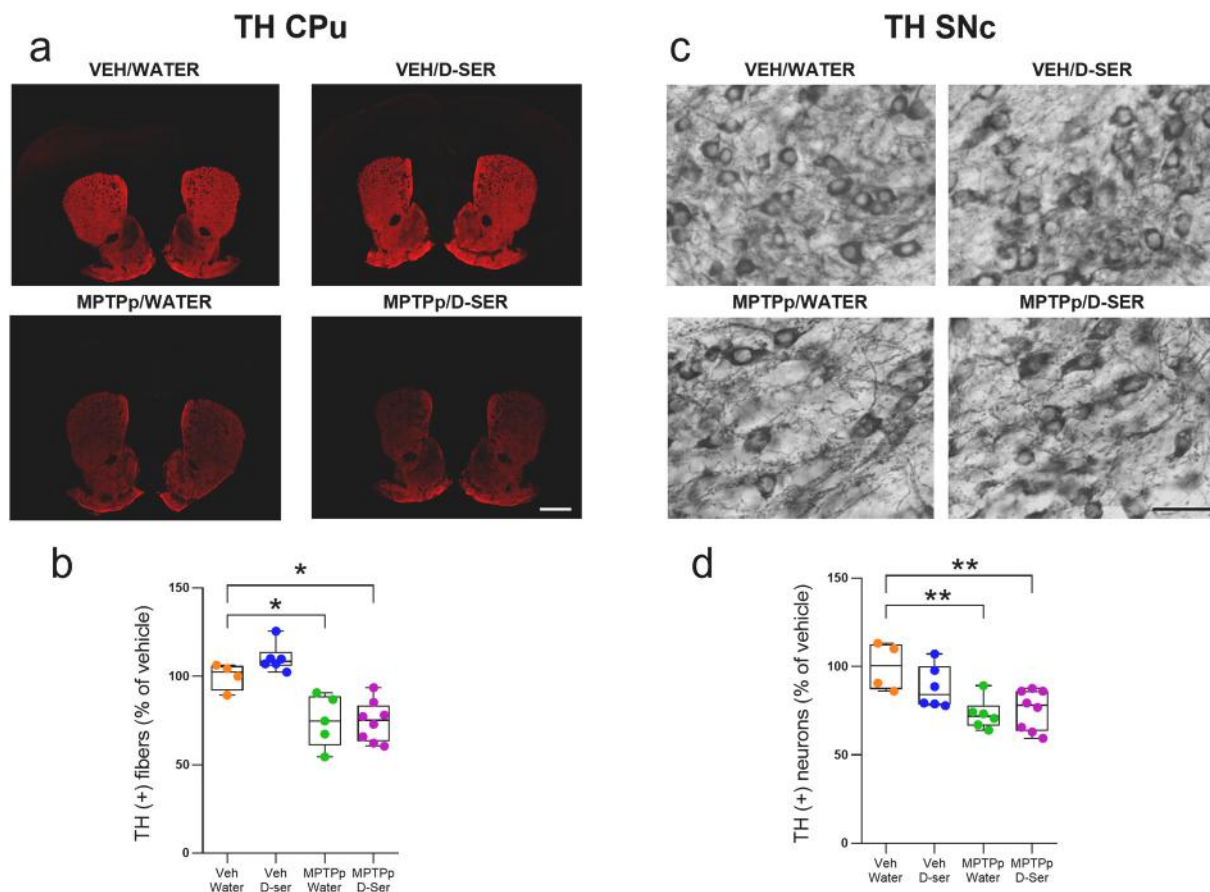 TH CPu
a
VEH/WATER
VEH/D-SER
MPTPp/WATER
MPTPp/D-SER
b
TH (+) fibers (% of vehicle)
150
100
50
0
*
*
Veh
Water
Veh
D-ser
MPTPp
Water
MPTPp
D-Ser
TH SNc
c
VEH/WATER
VEH/D-SER
MPTPp/WATER
MPTPp/D-SER
d
TH (+) neurons (% of vehicle)
150
100
50
0
**
**
Veh
Water
Veh
D-ser
MPTPp
Water
MPTPp
D-Ser